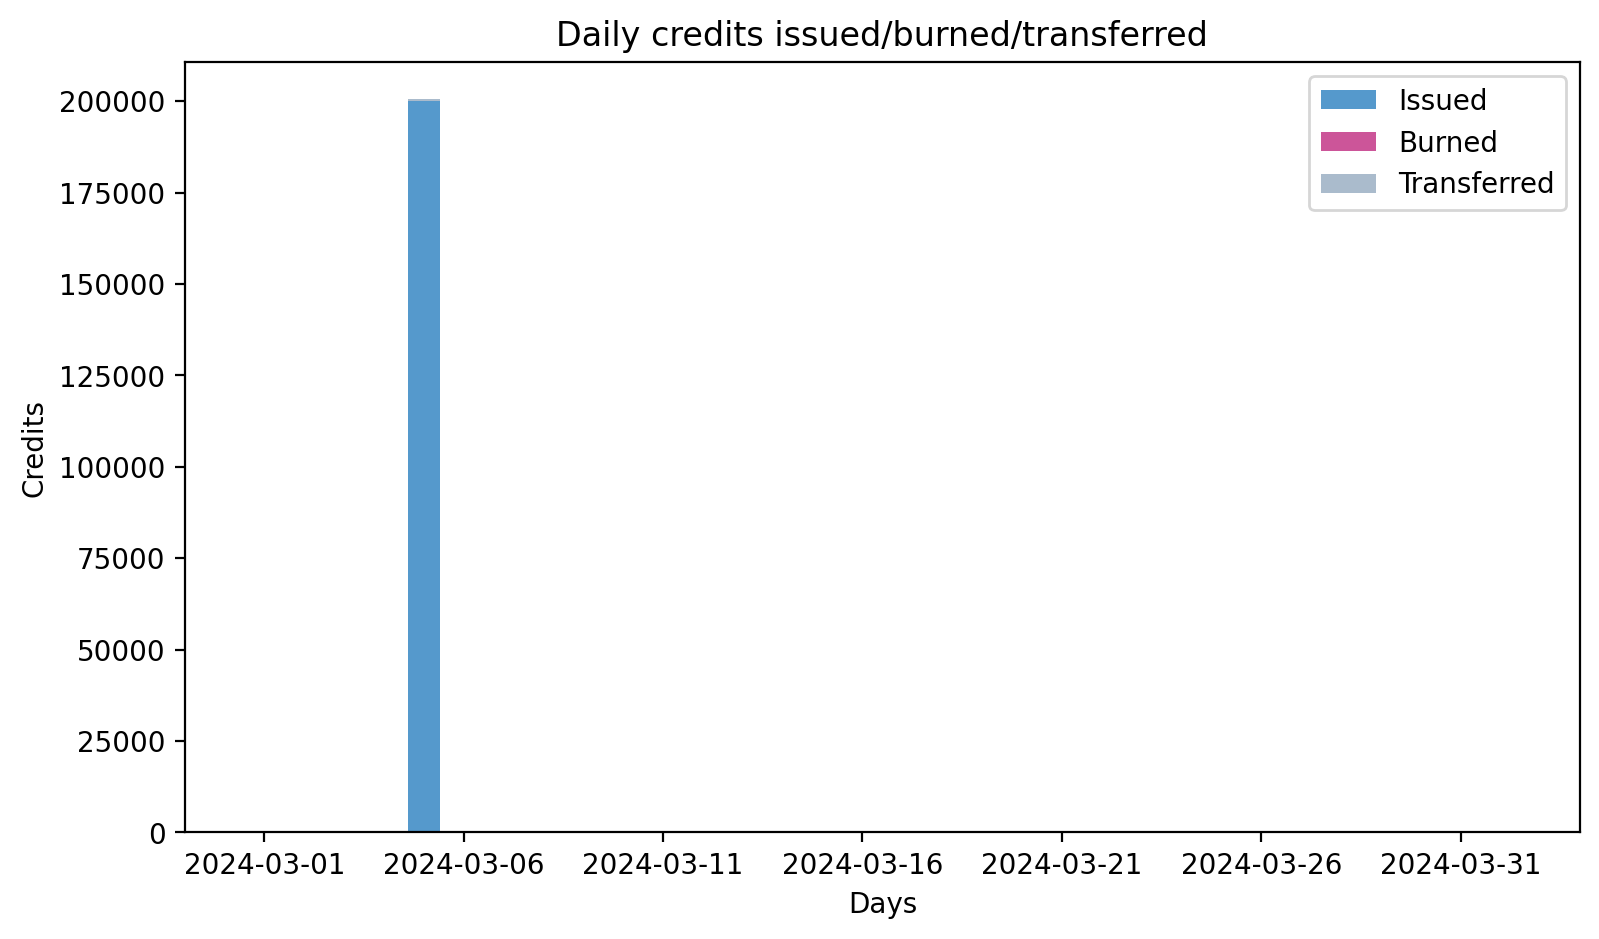 Daily credits issued/burned/transferred
Issued
Burned
Transferred
200000
175000
150000
125000
100000
75000
50000
25000
0
Credits
2024-03-01 2024-03-06 2024-03-11 2024-03-16 2024-03-21 2024-03-26 2024-03-31
Days